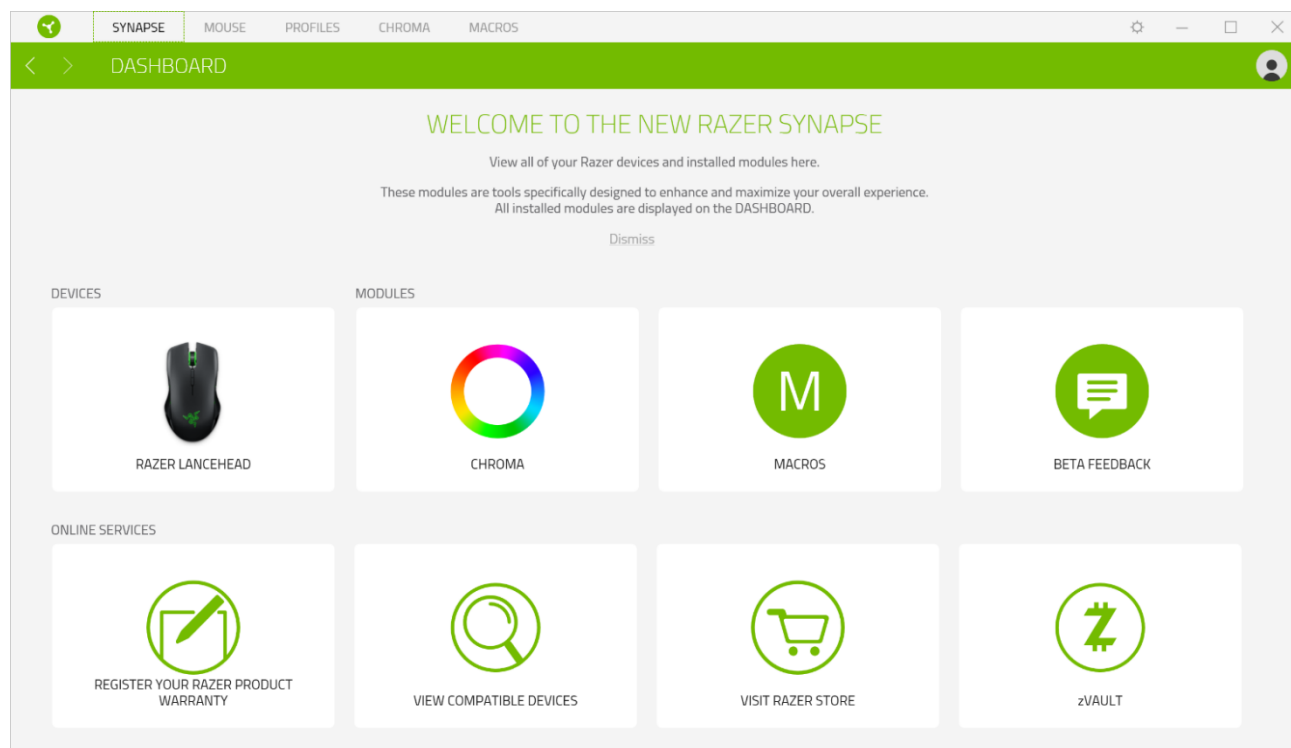 SYNAPSE MOUSE PROFILES CHROMA MACROS
DASHBOARD
WELCOME TO THE NEW RAZER SYNAPSE
View all of your Razer devices and installed modules here.
These modules are tools specifically designed to enhance and maximize your overall experience.
All installed modules are displayed on the DASHBOARD.
Dismiss
DEVICES MODULES
M
RAZER LANCEHEAD CHROMA MACROS BETA FEEDBACK
ONLINE SERVICES
REGISTER YOUR RAZER PRODUCT
WARRANTY
VIEW COMPATIBLE DEVICES VISIT RAZER STORE zVAULT